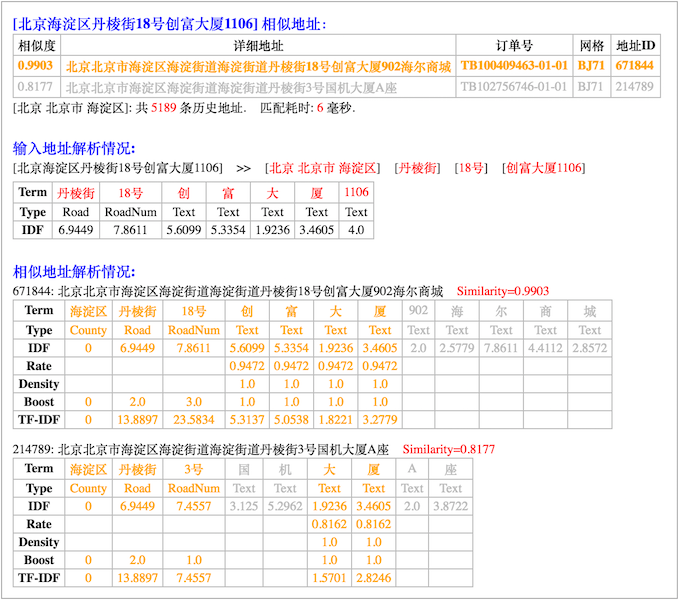 [北京海淀区丹棱街18号创富大厦1106] 相似地址:
相似度 详细地址 订单号 网格 地址ID
0.9903 北京北京市海淀区海淀街道海淀街道丹棱街18号创富大厦902海尔商城 TB100409463-01-01 BJ71 671844
0.8177 北京北京市海淀区海淀街道海淀街道丹棱街3号国机大厦A座 TB102756746-01-01 BJ71 214789
[北京 北京市 海淀区]: 共 5189 条历史地址. 匹配耗时: 6 毫秒.
输入地址解析情况:
[北京海淀区丹棱街18号创富大厦1106] >> [北京 北京市 海淀区] [丹棱街] [18号] [创富大厦1106]
Term 丹棱街 18号 创 富 大 厦 1106
Type Road RoadNum Text Text Text Text Text
IDF 6.9449 7.8611 5.6099 5.3354 1.9236 3.4605 4.0
相似地址解析情况:
671844: 北京北京市海淀区海淀街道海淀街道丹棱街18号创富大厦902海尔商城 Similarity=0.9903
Term 海淀区 丹棱街 18号 创 富 大 厦 902 海 尔 商 城
Type County Road RoadNum Text Text Text Text Text Text Text Text Text
IDF 0 6.9449 7.8611 5.6099 5.3354 1.9236 3.4605 2.0 2.5779 7.8611 4.4112 2.8572
Rate 0.9472 0.9472 0.9472 0.9472
Density 1.0 1.0 1.0 1.0
Boost 0 2.0 3.0 1.0 1.0 1.0 1.0
TF-IDF 0 13.8897 23.5834 5.3137 5.0538 1.8221 3.2779
214789: 北京北京市海淀区海淀街道海淀街道丹棱街3号国机大厦A座 Similarity=0.8177
Term 海淀区 丹棱街 3号 国 机 大 厦 A 座
Type County Road RoadNum Text Text Text Text Text Text
IDF 0 6.9449 7.4557 3.125 5.2962 1.9236 3.4605 2.0 3.8722
Rate 0.8162 0.8162
Density 1.0 1.0
Boost 0 2.0 1.0 1.0 1.0
TF-IDF 0 13.8897 7.4557 1.5701 2.8246